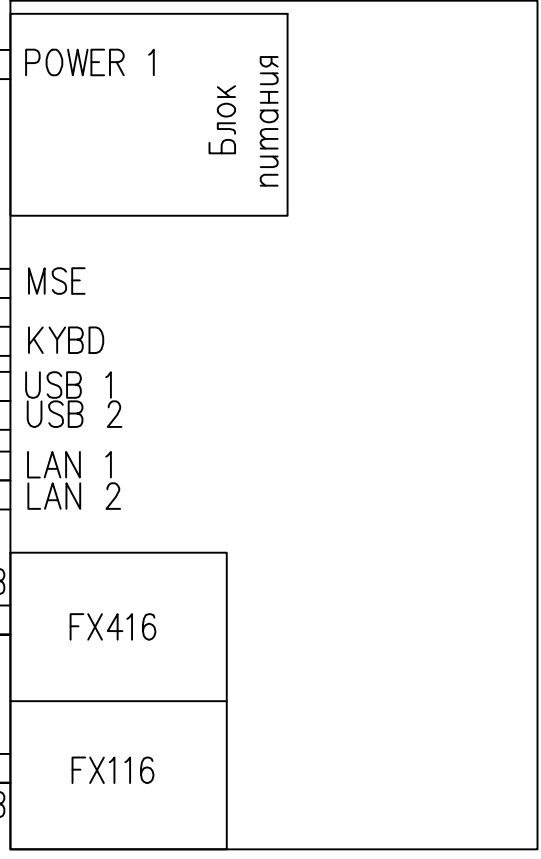 POWER 1
Блок
питания
MSE
KYBD
USB 1
USB 2
LAN 1
LAN 2
FX416
FX116